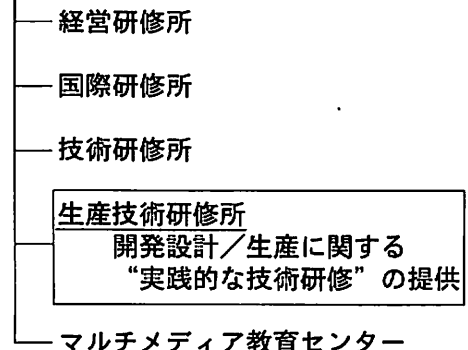 経営研修所
国際研修所
技術研修所
生産技術研修所
開発設計／生産に関する
“実践的な技術研修”の提供
マルチメディア教育センター